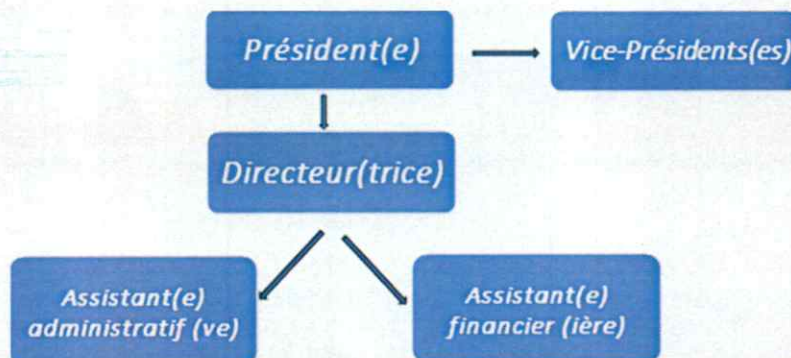 Président(e)
Vice-Présidents(es)
Directeur(trice)
Assistant(e)
administratif (ve)
Assistant(e)
financier (ière)